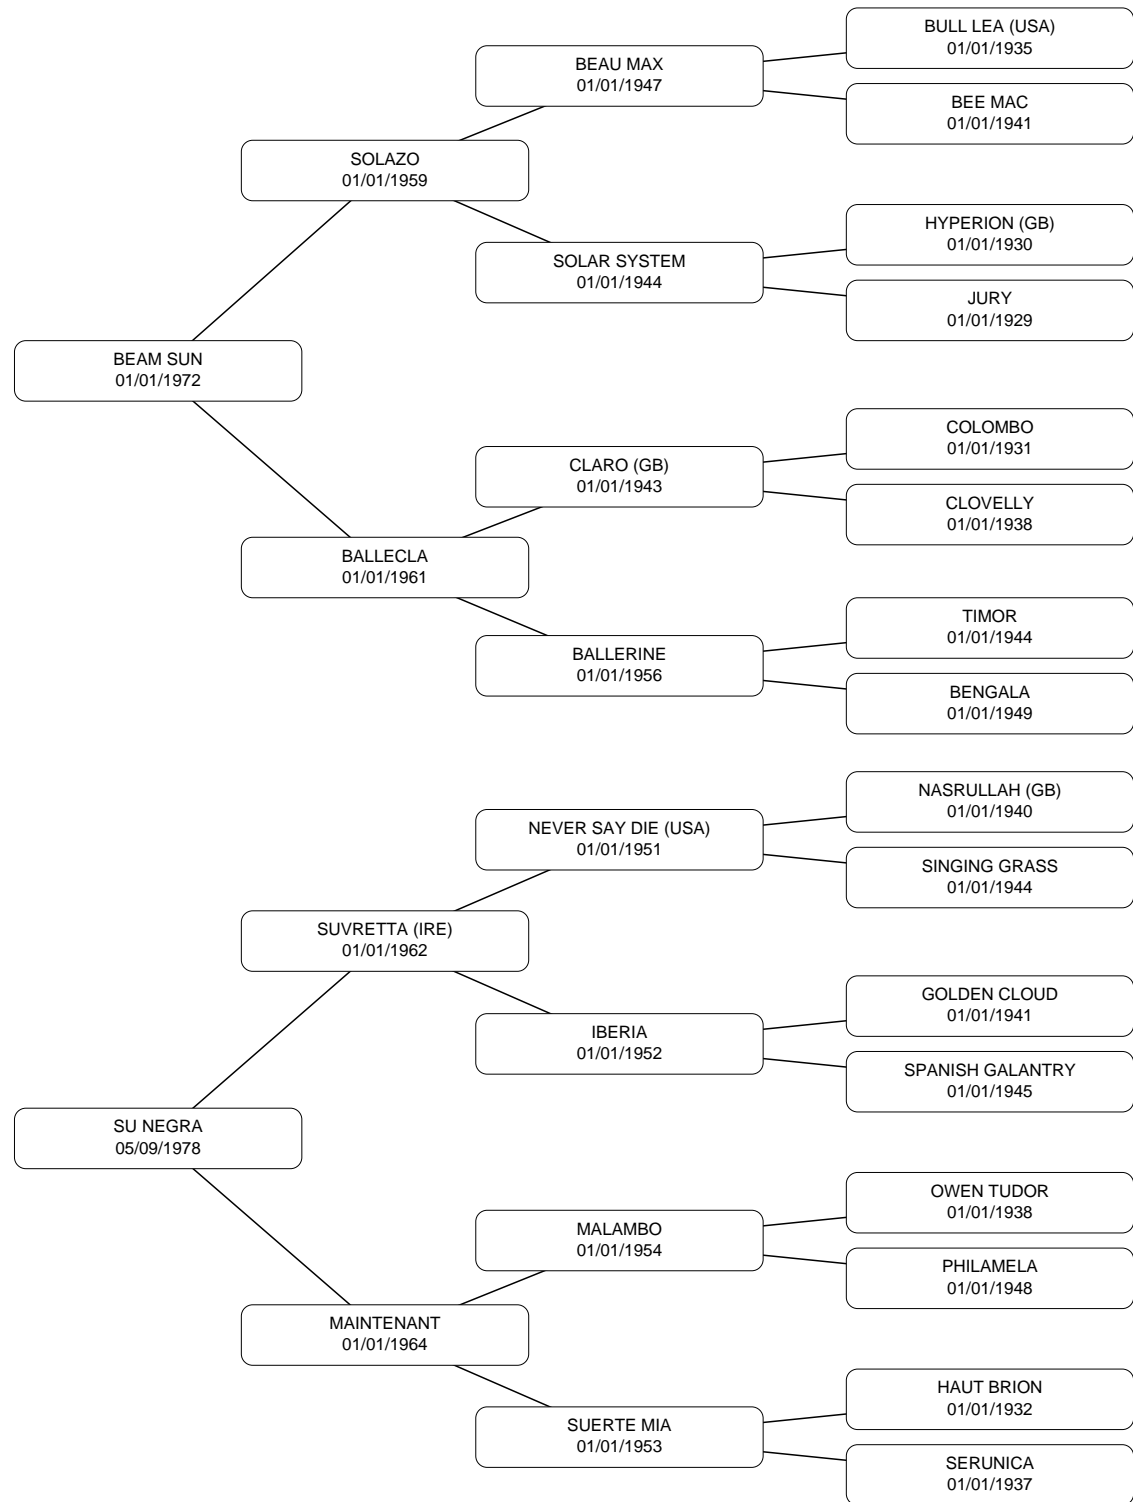 BULL LEA (USA)
01/01/1935
BEAU MAX
01/01/1947
BEE MAC
01/01/1941
SOLAZO
01/01/1959
HYPERION (GB)
01/01/1930
SOLAR SYSTEM
01/01/1944
JURY
01/01/1929
BEAM SUN
01/01/1972
COLOMBO
01/01/1931
CLARO (GB)
01/01/1943
CLOVELLY
01/01/1938
BALLECLA
01/01/1961
TIMOR
01/01/1944
BALLERINE
01/01/1956
BENGALA
01/01/1949
NASRULLAH (GB)
01/01/1940
NEVER SAY DIE (USA)
01/01/1951
SINGING GRASS
01/01/1944
SUVRETTA (IRE)
01/01/1962
GOLDEN CLOUD
01/01/1941
IBERIA
01/01/1952
SPANISH GALANTRY
01/01/1945
SU NEGRA
05/09/1978
OWEN TUDOR
01/01/1938
MALAMBO
01/01/1954
PHILAMELA
01/01/1948
MAINTENANT
01/01/1964
HAUT BRION
01/01/1932
SUERTE MIA
01/01/1953
SERUNICA
01/01/1937